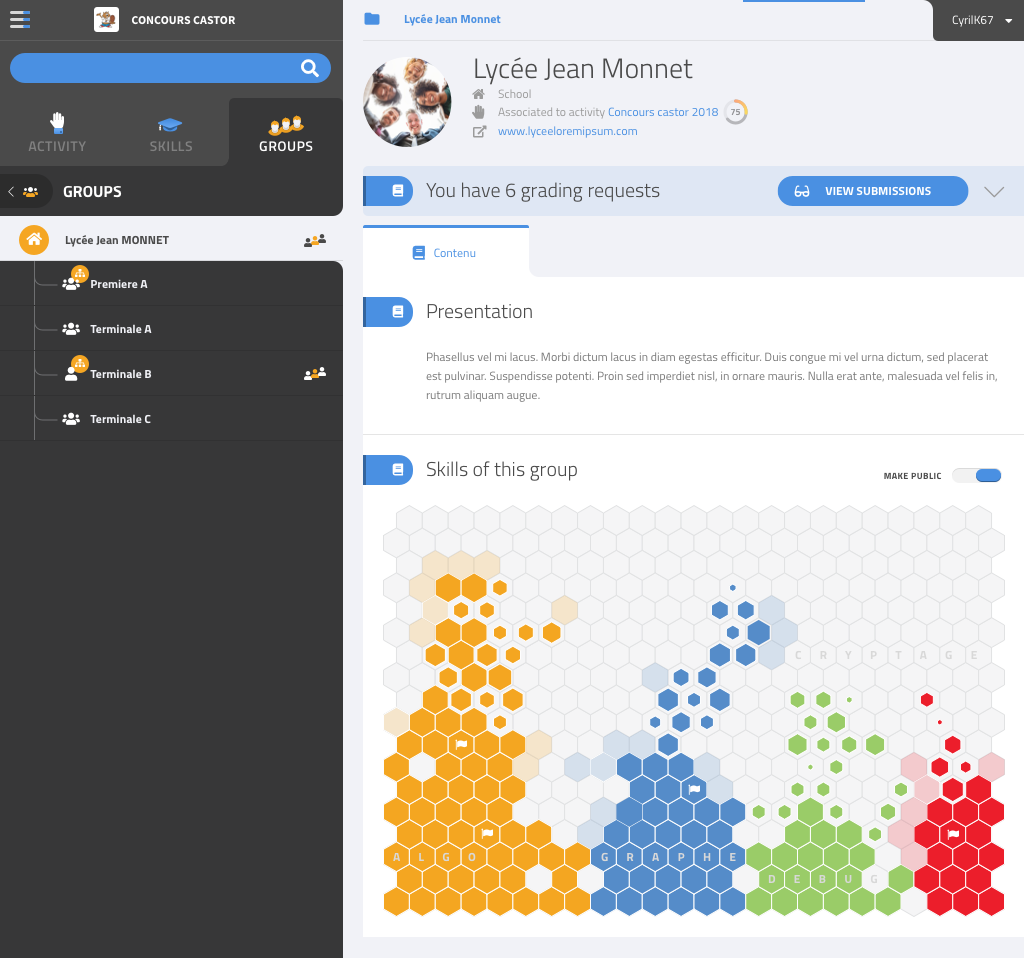 CONCOURS CASTOR
Lycée Jean Monnet
CyrilK67
ACTIVITY
SKILLS
GROUPS
GROUPS
Lycée Jean MONNET
Premiere A
Terminale A
Terminale B
Terminale C
Lycée Jean Monnet
School
Associated to activity Concours castor 2018 75
www.lyceeloremipsum.com
You have 6 grading requests
VIEW SUBMISSIONS
Contenu
Presentation
Phasellus vel mi lacus. Morbi dictum lacus in diam egestas efficitur. Duis congue mi vel urna dictum, sed placerat
est pulvinar. Suspendisse potenti. Proin sed imperdiet nisl, in ornare mauris. Nulla erat ante, malesuada vel felis in,
rutrum aliquam augue.
Skills of this group
MAKE PUBLIC
CRYPTAGE
ALGO
GRAPHE
DEBUG